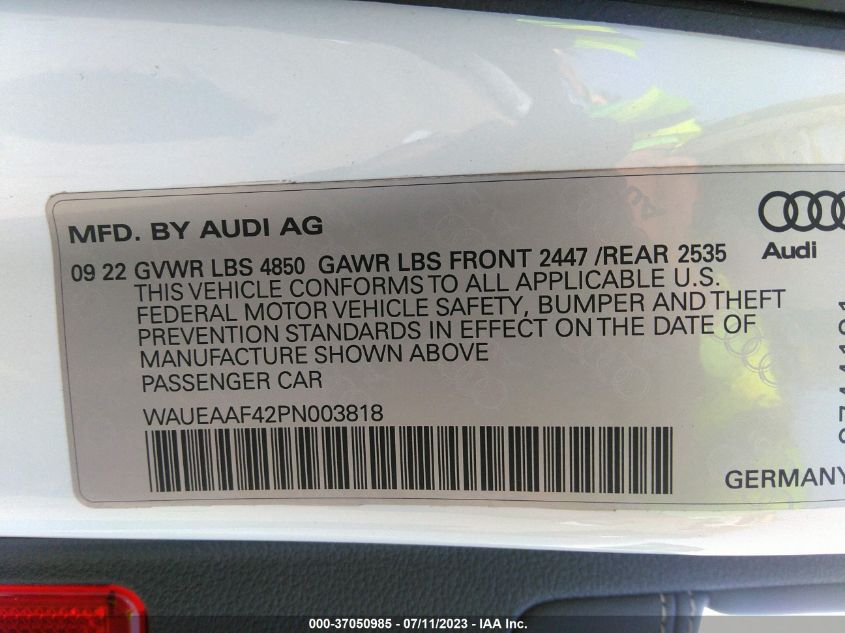 MFD. BY AUDI AG
Audi
09 22 GVWR LBS 4850 GAWR LBS FRONT 2447 /REAR 2535
THIS VEHICLE CONFORMS TO ALL APPLICABLE U.S.
FEDERAL MOTOR VEHICLE SAFETY, BUMPER AND THEFT
PREVENTION STANDARDS IN EFFECT ON THE DATE OF
MANUFACTURE SHOWN ABOVE
PASSENGER CAR
WAUEAAF42PN003818
GERMANY
000-37050985 - 07/11/2023 - IAA Inc.